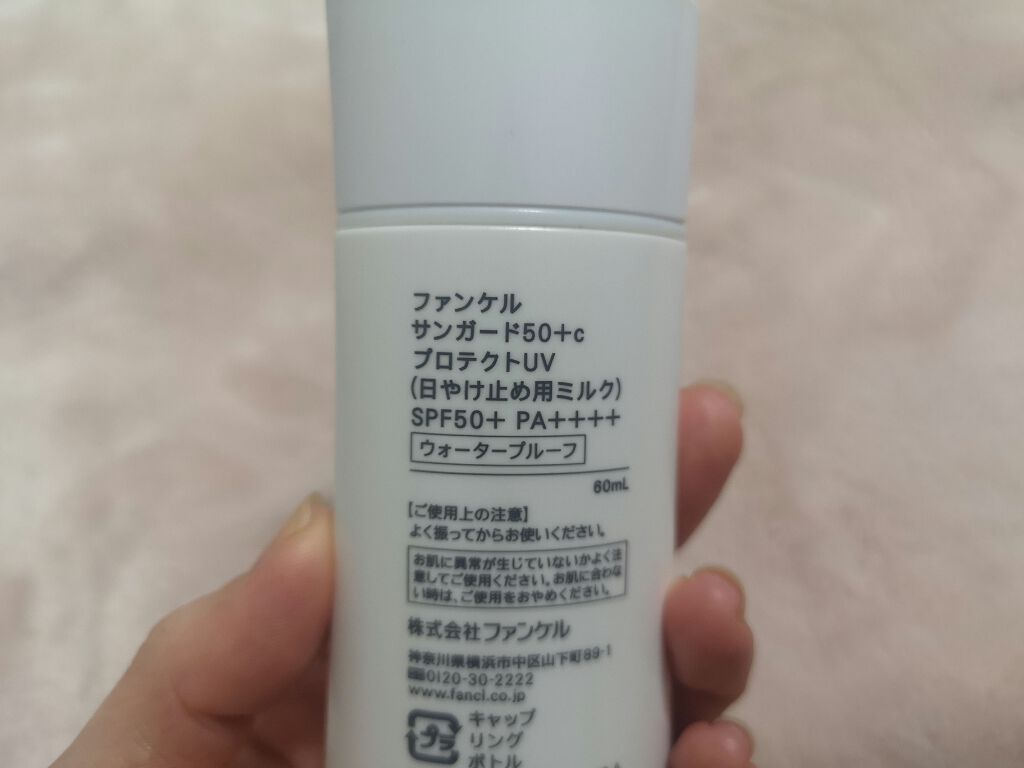 ファンケル
サンガード50+c
プロテクトUV
(日やけ止め用ミルク)
SPF50+ PA++++
ウォータープルーフ
60mL
【ご使用上の注意】
よく振ってからお使いください。
お肌に異常が生じていないかよく注
意してご使用ください。お肌に合わな
い時は、ご使用をおやめください。
株式会社ファンケル
神奈川県横浜市中区山下町89-1
0120-30-2222
www.fancl.co.jp
プラ
キャップ
リング
ボトル